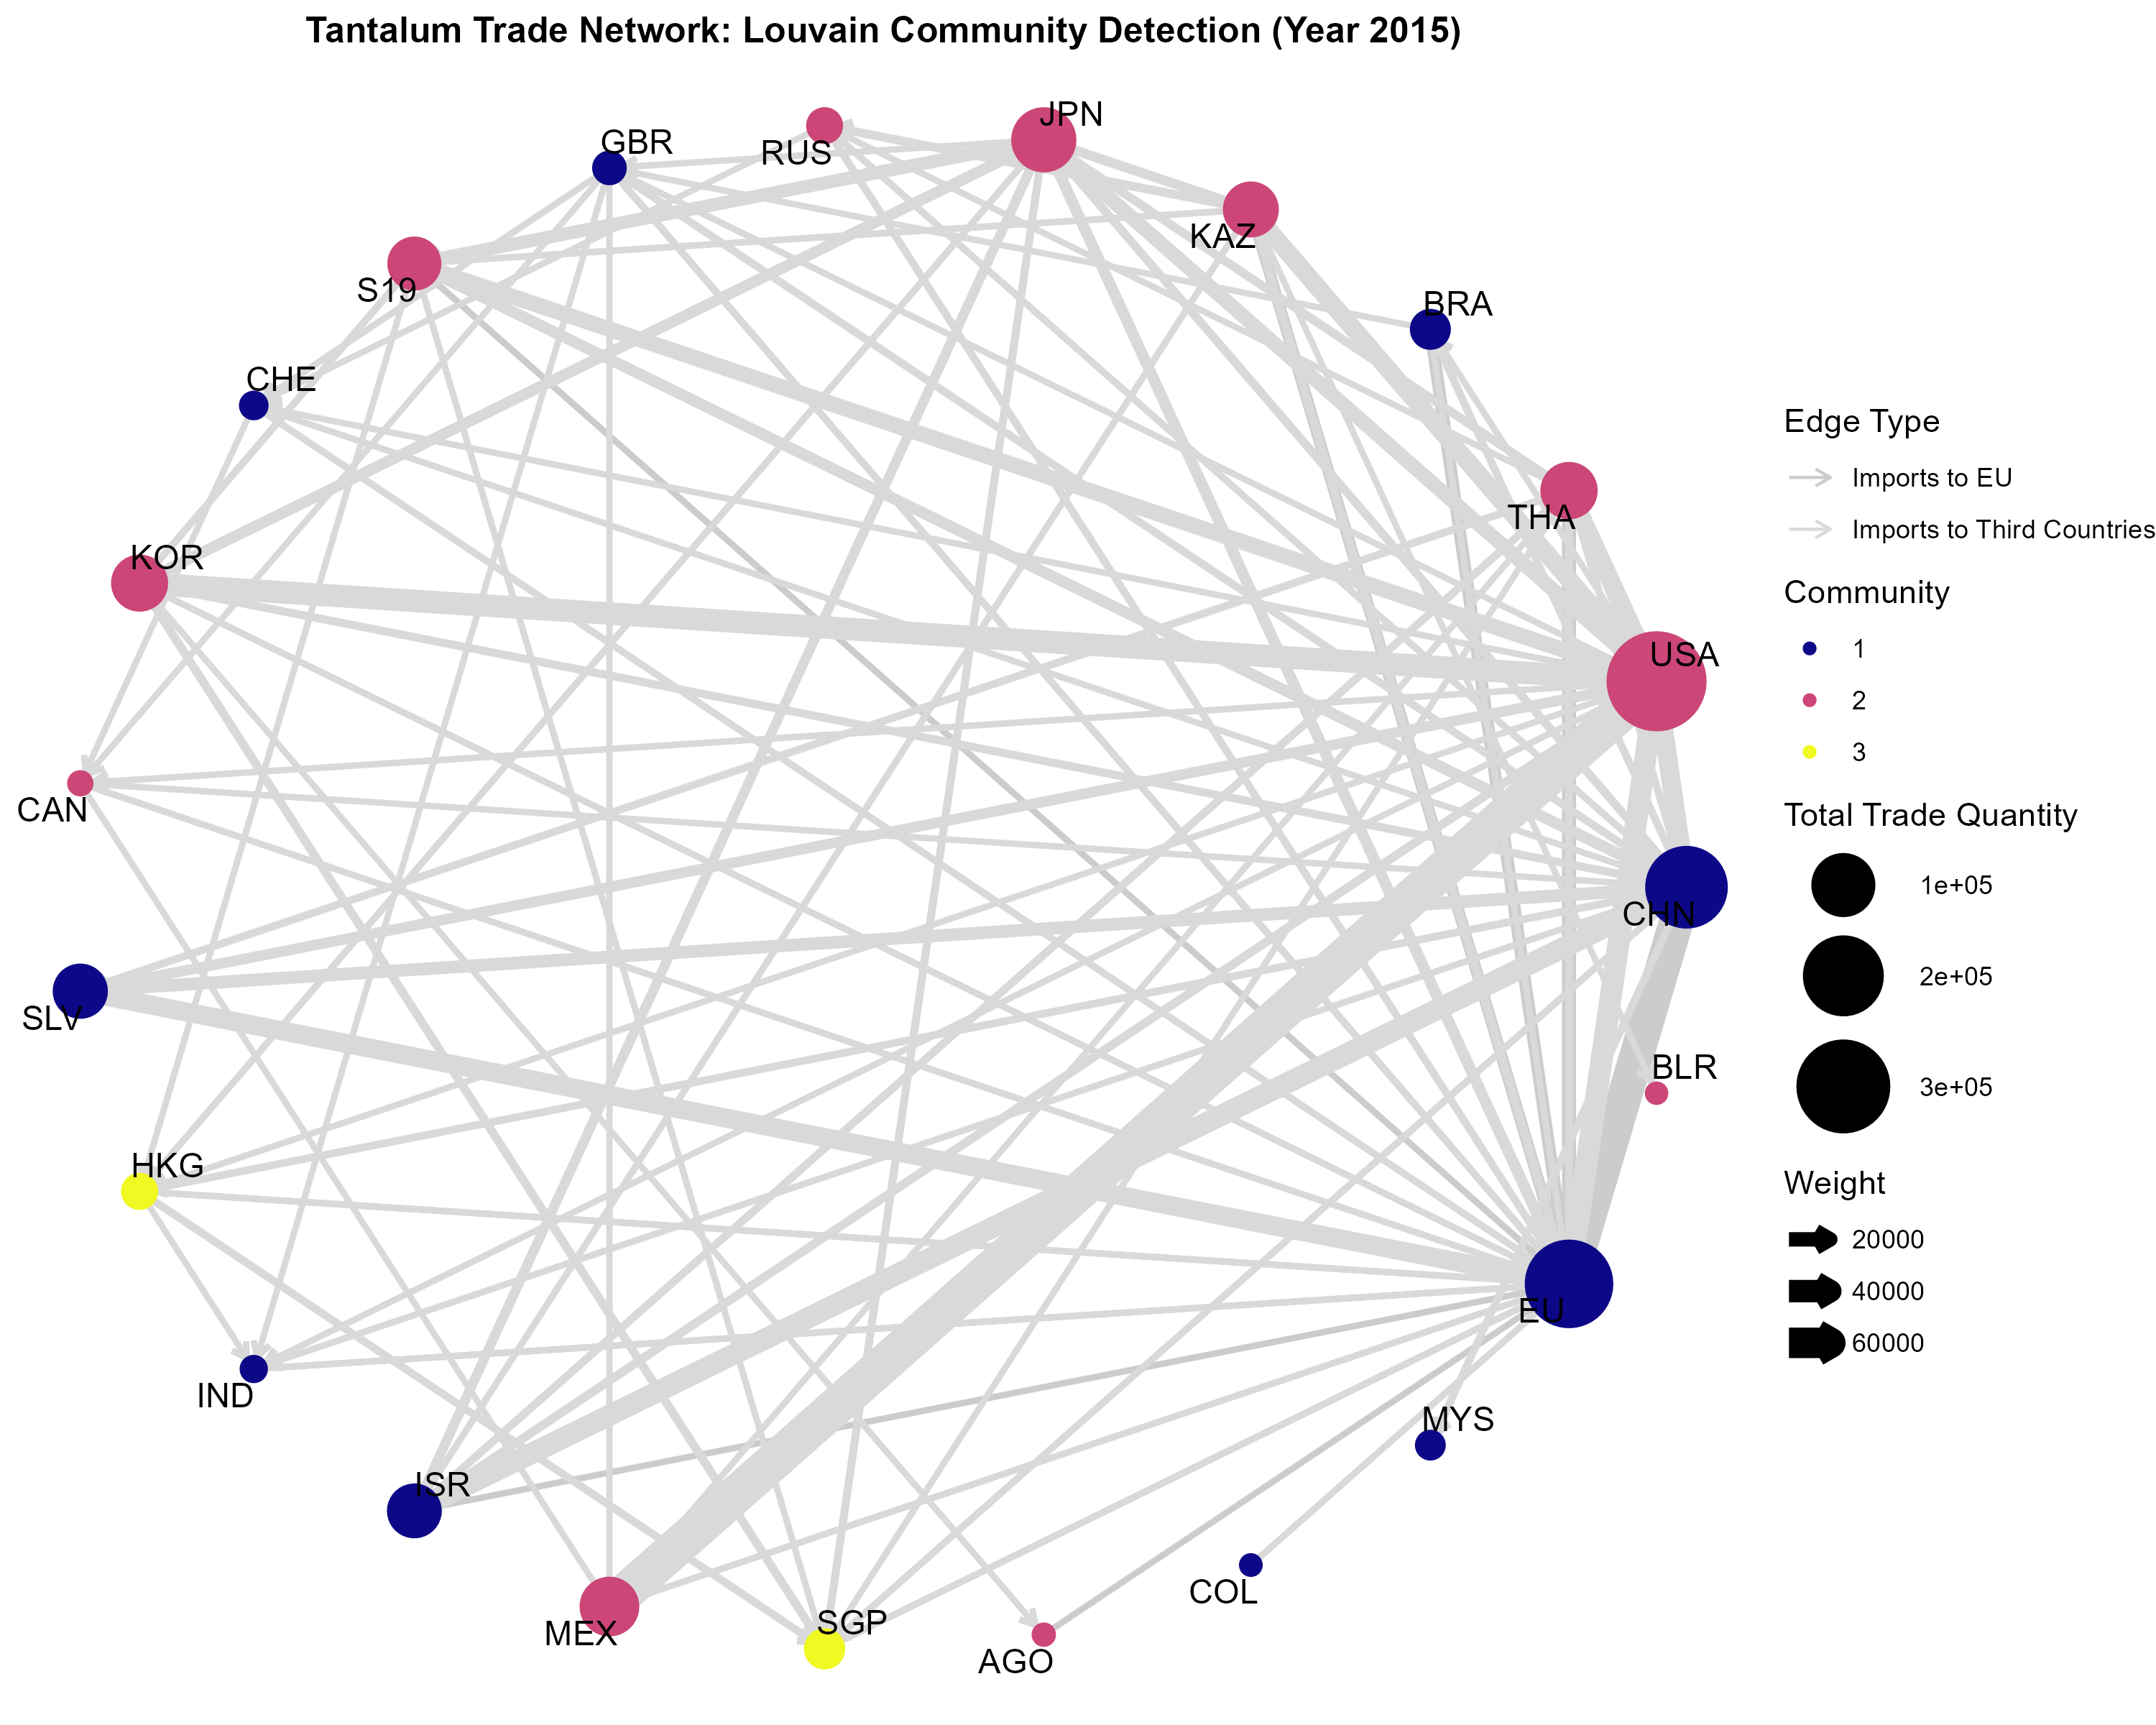 Tantalum Trade Network: Louvain Community Detection (Year 2015)
JPN
GBR
RUS
KAZ
S19
BRA
CHE
THA
KOR
USA
CAN
CHN
SLV
BLR
HKG
EU
IND
MYS
ISR
COL
MEX
SGP
AGO
Edge Type
Imports to EU
Imports to Third Countries
Community
1
2
3
Total Trade Quantity
1e+05
2e+05
3e+05
Weight
20000
40000
60000